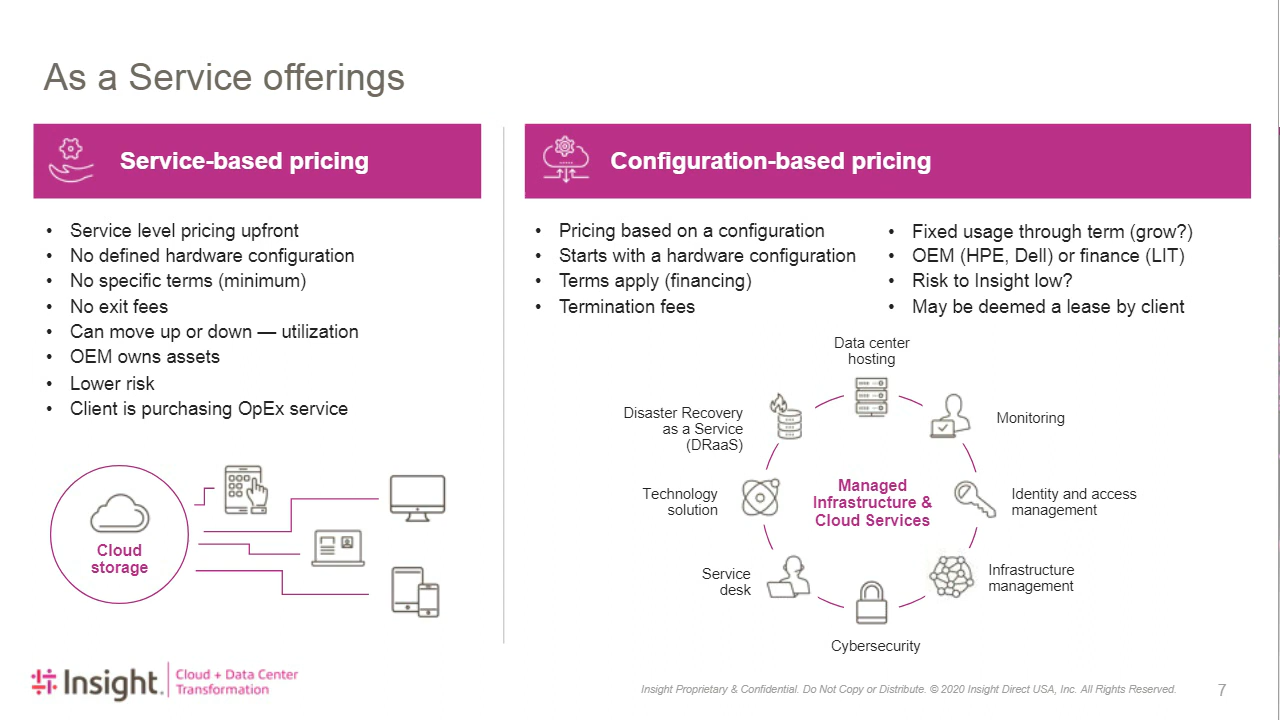 As a Service offerings
Service-based pricing
• Service level pricing upfront
• No defined hardware configuration
• No specific terms (minimum)
• No exit fees
• Can move up or down — utilization
• OEM owns assets
• Lower risk
• Client is purchasing OpEx service
Cloud
storage
Configuration-based pricing
• Pricing based on a configuration
• Starts with a hardware configuration
• Terms apply (financing)
• Termination fees
• Fixed usage through term (grow?)
• OEM (HPE, Dell) or finance (LIT)
• Risk to Insight low?
• May be deemed a lease by client
Data center
hosting
Monitoring
Identity and access
management
Infrastructure
management
Cybersecurity
Service
desk
Technology
solution
Disaster Recovery
as a Service
(DRaaS)
Managed
Infrastructure &
Cloud Services
Insight.
Cloud + Data Center
Transformation
Insight Proprietary & Confidential. Do Not Copy or Distribute. © 2020 Insight Direct USA, Inc. All Rights Reserved.
7